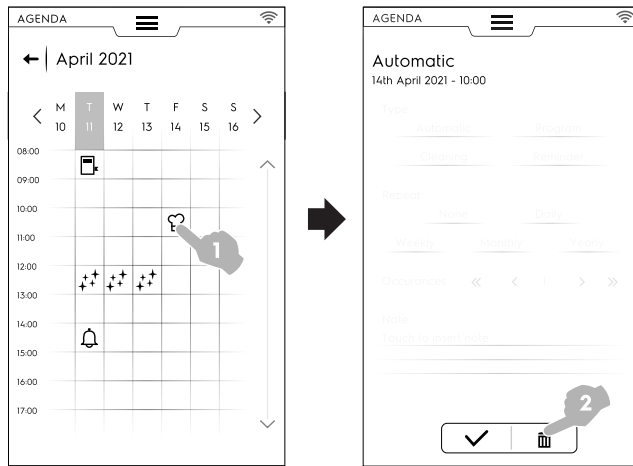 AGENDA
April 2021
M T W T F S S
10 11 12 13 14 15 16
08:00
09:00
10:00
11:00
12:00
13:00
14:00
15:00
16:00
17:00
1
AGENDA
Automatic
14th April 2021 - 10:00
Type
Automatic Program
Cleaning Reminder
Repeat
None Daily
Weekly Monthly Yearly
Occurrences 1
Note
Touch to insert note
2